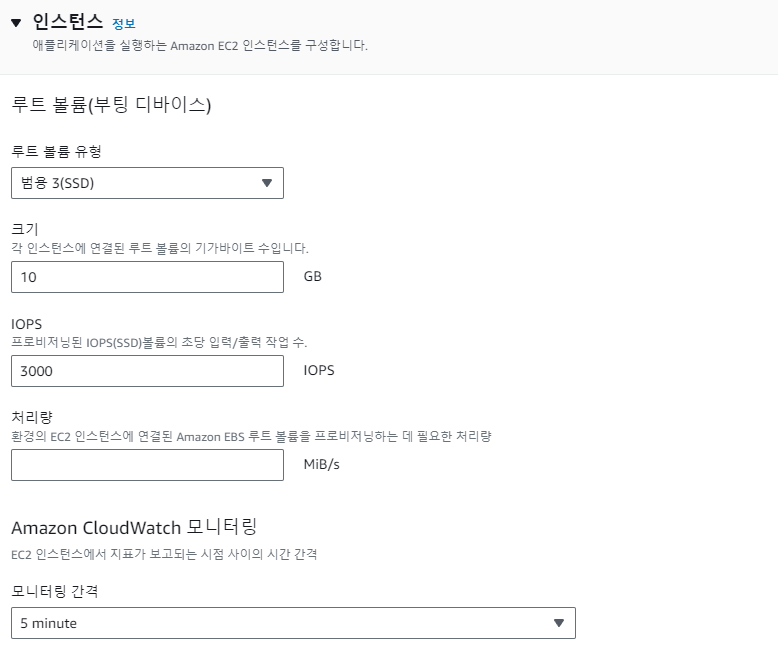 인스턴스 정보
애플리케이션을 실행하는 Amazon EC2 인스턴스를 구성합니다.
루트 볼륨(부팅 디바이스)
루트 볼륨 유형
범용 3(SSD)
크기
각 인스턴스에 연결된 루트 볼륨의 기가바이트 수입니다.
10 GB
IOPS
프로비저닝된 IOPS(SSD)볼륨의 초당 입력/출력 작업 수.
3000 IOPS
처리량
환경의 EC2 인스턴스에 연결된 Amazon EBS 루트 볼륨을 프로비저닝하는 데 필요한 처리량
MiB/s
Amazon CloudWatch 모니터링
EC2 인스턴스에서 지표가 보고되는 시점 사이의 시간 간격
모니터링 간격
5 minute